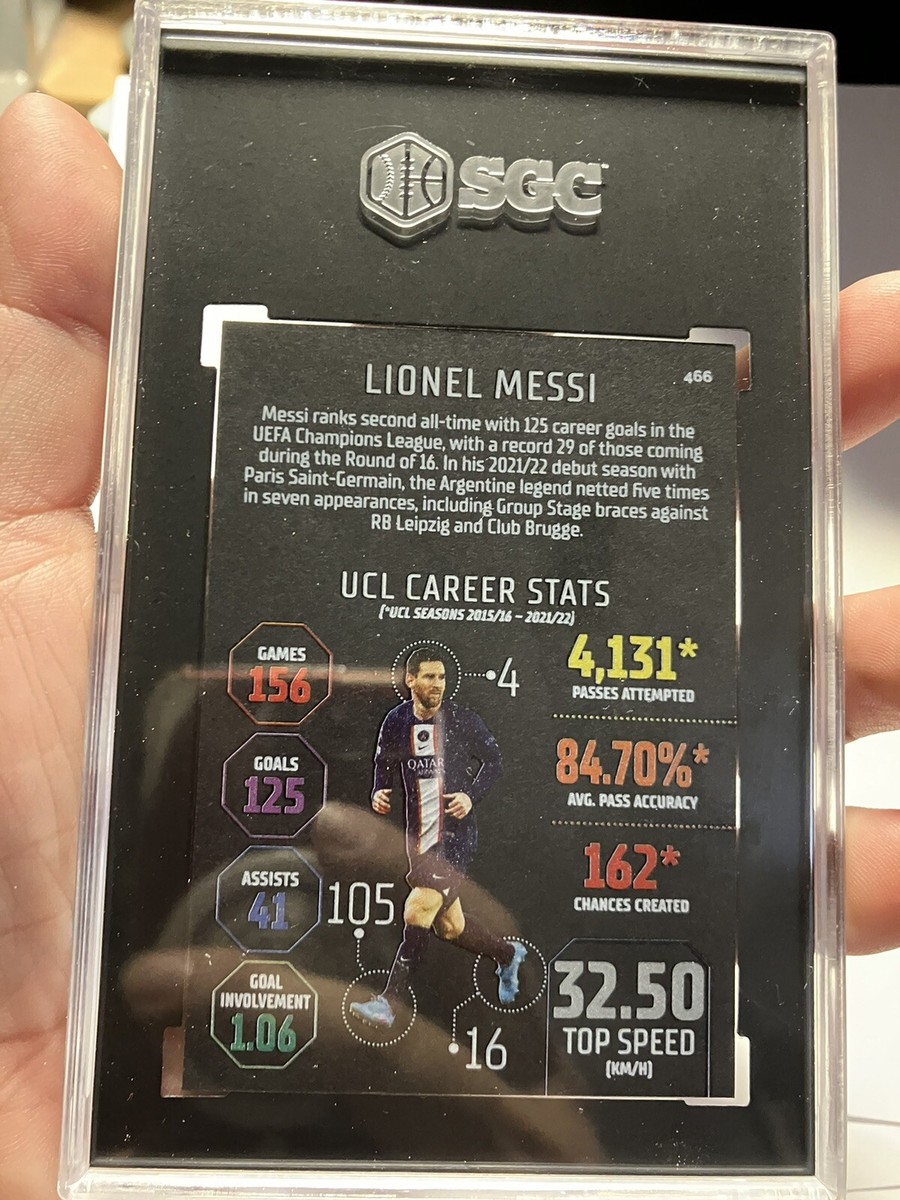 SGC
LIONEL MESSI
466
Messi ranks second all-time with 125 career goals in the
UEFA Champions League, with a record 29 of those coming
during the Round of 16. In his 2021/22 debut season with
Paris Saint-Germain, the Argentine legend netted five times
in seven appearances, including Group Stage braces against
RB Leipzig and Club Brugge.
UCL CAREER STATS
(*UCL SEASONS 2015/16 – 2021/22)
GAMES
156
GOALS
125
ASSISTS
41
GOAL
INVOLVEMENT
1.06
4
QATAR
105
16
4,131*
PASSES ATTEMPTED
84.70%*
AVG. PASS ACCURACY
162*
CHANCES CREATED
32.50
TOP SPEED
(KM/H)